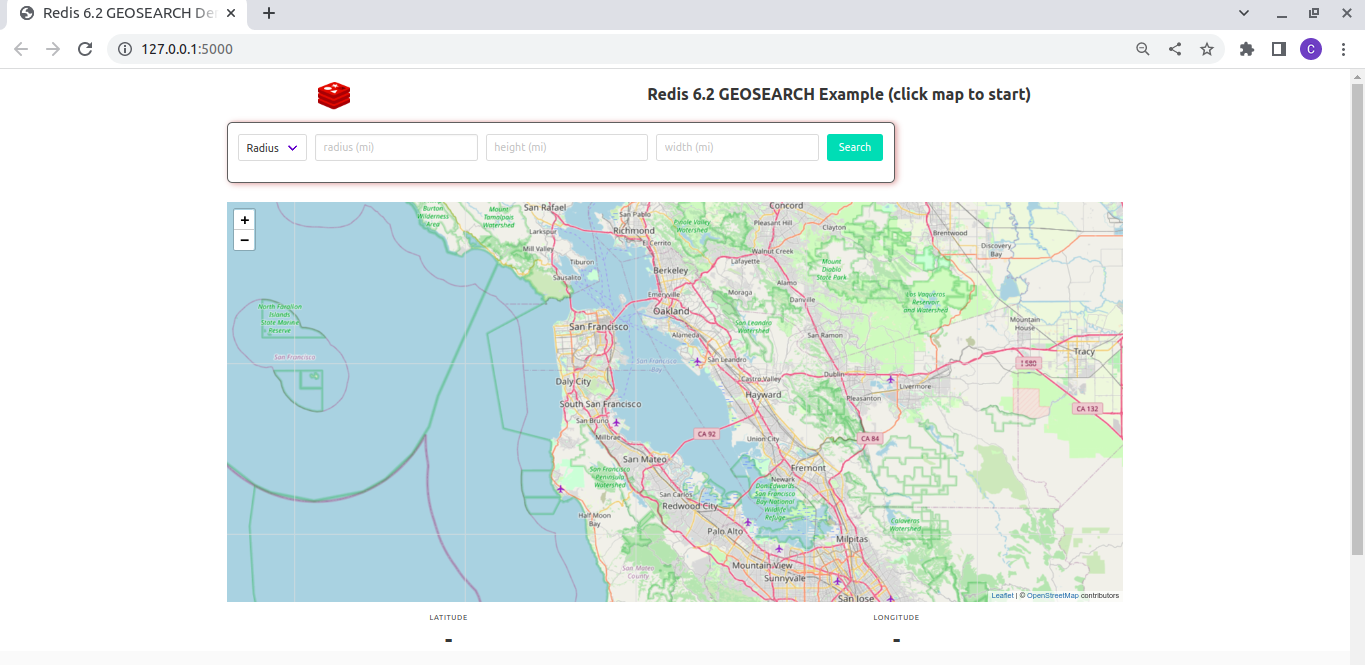 Redis 6.2 GEOSEARCH De
127.0.0.1:5000
C
Redis 6.2 GEOSEARCH Example (click map to start)
Radius
radius (mi)
height (mi)
width (mi)
Search
+
−
Burton Wilderness Area
Mount Tamalpais Watershed
San Rafael
Larkspur
Mill Valley
Tiburon
Sausalito
San Pablo
Richmond
El Cerrito
Berkeley
Emeryville
Oakland
Alameda
Concord
Pleasant Hill
Clayton
Walnut Creek
Lafayette
Mount Diablo State Park
Alamo
Moraga
Danville
San Leandro Watershed
San Ramon
Los Vaqueros Reservoir and Watershed
Brentwood
Discovery Bay
Mountain House
Tracy
I 580
CA 132
North Farallon Islands State Marine Reserve
San Francisco
San Francisco
San Francisco Bay
San Leandro
Castro Valley
Dublin
Pleasanton
Livermore
Daly City
South San Francisco
San Bruno
Millbrae
Hayward
CA 92
Union City
CA 84
San Mateo
Fremont
Newark
San Francisco Peninsula Watershed
San Carlos
Redwood City
Don Edwards San Francisco Bay National Wildlife Refuge
Calaveras Watershed
Half Moon Bay
Palo Alto
Milpitas
San Mateo County
Mountain View
Sunnyvale
San Jose
Leaflet | © OpenStreetMap contributors
LATITUDE
LONGITUDE
-
-